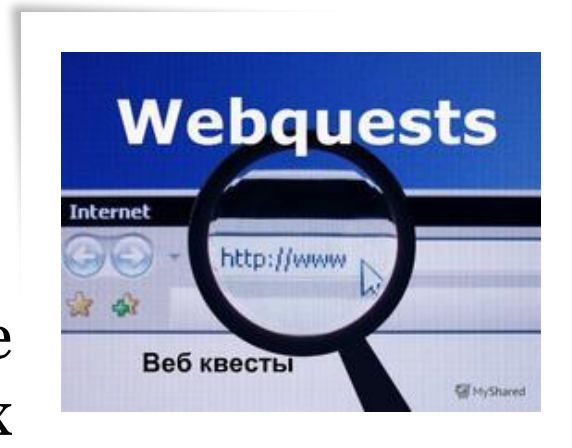 Webquests
Internet
http://www
Веб квесты
MyShared
е
х